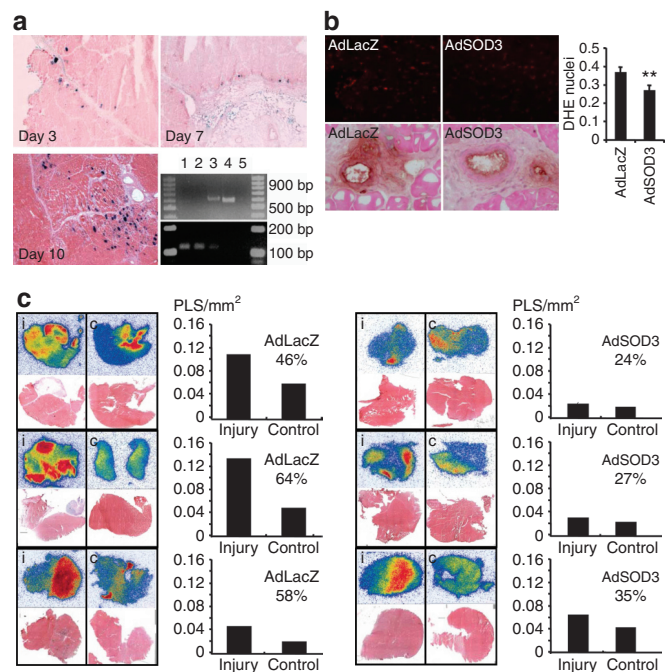 a
Day 3
Day 7
Day 10
1 2 3 4 5
900 bp
500 bp
200 bp
100 bp
b
AdLacZ
AdSOD3
AdLacZ
AdSOD3
DHE nuclei
0.5
0.4
0.3
0.2
0.1
0
**
AdLacZ
AdSOD3
c
i
c
PLS/mm²
0.16
0.12
0.08
0.04
0
AdLacZ
46%
Injury Control
i
c
0.16
0.12
0.08
0.04
0
AdLacZ
64%
Injury Control
i
c
0.16
0.12
0.08
0.04
0
AdLacZ
58%
Injury Control
i
c
PLS/mm²
0.16
0.12
0.08
0.04
0
AdSOD3
24%
Injury Control
i
c
0.16
0.12
0.08
0.04
0
AdSOD3
27%
Injury Control
i
c
0.16
0.12
0.08
0.04
0
AdSOD3
35%
Injury Control